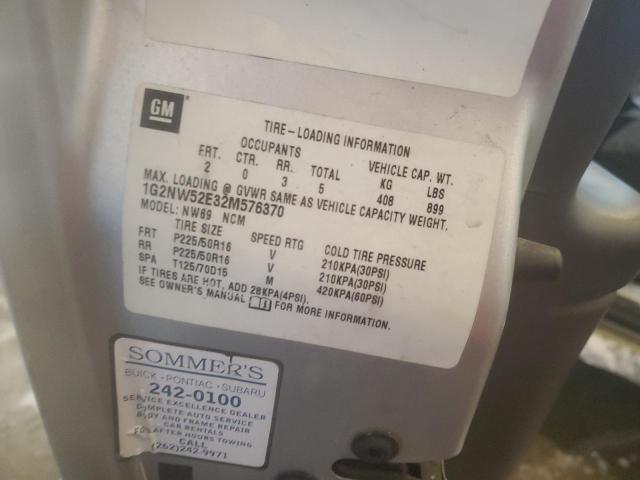 GM
TIRE-LOADING INFORMATION
OCCUPANTS VEHICLE CAP. WT.
FRT. CTR. RR. TOTAL KG LBS
2 0 3 5 408 899
MAX. LOADING @ GVWR SAME AS VEHICLE CAPACITY WEIGHT.
1G2NW52E32M576370
MODEL: NW69 NCM
TIRE SIZE SPEED RTG COLD TIRE PRESSURE
FRT P225/50R16 V 210KPA(30PSI)
RR P225/50R16 V 210KPA(30PSI)
SPA T125/70D15 M 420KPA(60PSI)
IF TIRES ARE HOT, ADD 28KPA(4PSI).
SEE OWNER'S MANUAL FOR MORE INFORMATION.
SOMMER'S
BUICK • PONTIAC • SUBARU
242-0100
SERVICE EXCELLENCE DEALER
COMPLETE AUTO SERVICE
BODY AND FRAME REPAIR
CAR RENTALS
AFTER HOURS TOWING
CALL
(262)242-9971